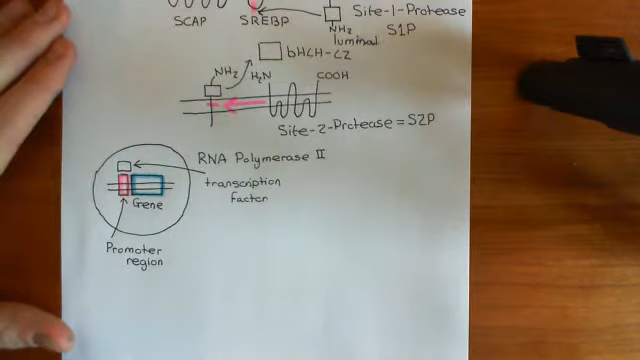 SCAP
SREBP
Site-1-Protease
S1P
NH2
luminal
bHLH-LZ
NH2
H2N
COOH
Site-2-Protease = S2P
RNA Polymerase II
transcription
factor
Gene
Promoter
region